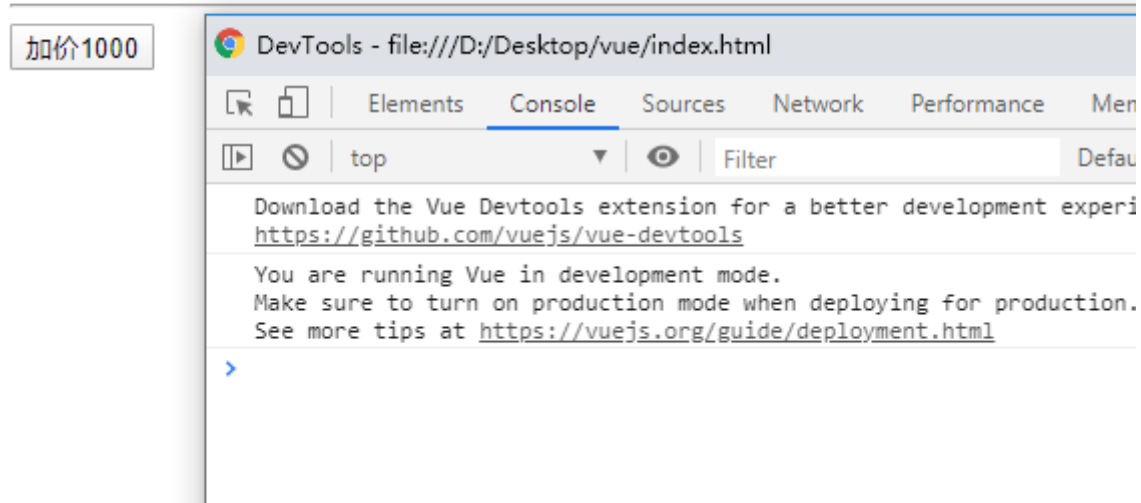 加价1000
DevTools - file:///D:/Desktop/vue/index.html
Elements Console Sources Network Performance Mem
top Filter Defau
Download the Vue Devtools extension for a better development experi
https://github.com/vuejs/vue-devtools
You are running Vue in development mode.
Make sure to turn on production mode when deploying for production.
See more tips at https://vuejs.org/guide/deployment.html